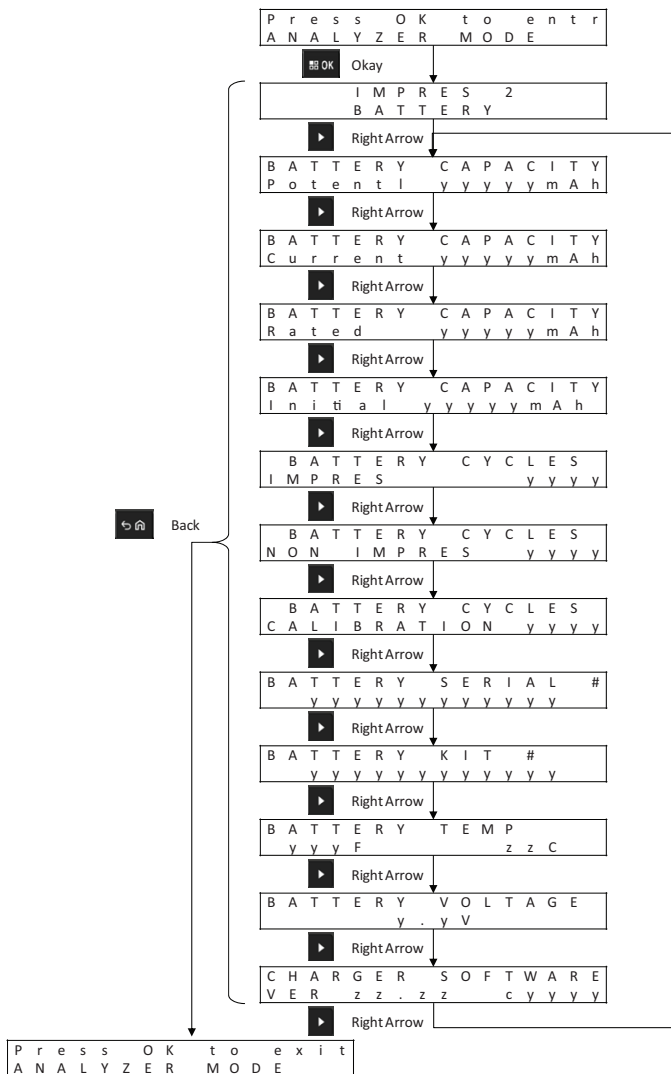 Press OK to entr
ANALYZER MODE
OK Okay
IMPRES 2
BATTERY
Right Arrow
BATTERY CAPACITY
Potentl yyyyymAh
Right Arrow
BATTERY CAPACITY
Current yyyyymAh
Right Arrow
BATTERY CAPACITY
Rated yyyyymAh
Right Arrow
BATTERY CAPACITY
Initial yyyyymAh
Right Arrow
BATTERY CYCLES
IMPRES yyyy
Right Arrow
Back
BATTERY CYCLES
NON IMPRES yyyy
Right Arrow
BATTERY CYCLES
CALIBRATION yyyy
Right Arrow
BATTERY SERIAL #
yyyyyyyyyyyy
Right Arrow
BATTERY KIT #
yyyyyyyyyyyy
Right Arrow
BATTERY TEMP
yyyF zzC
Right Arrow
BATTERY VOLTAGE
y.yV
Right Arrow
CHARGER SOFTWARE
VER zz.zz cyyyy
Right Arrow
Press OK to exit
ANALYZER MODE